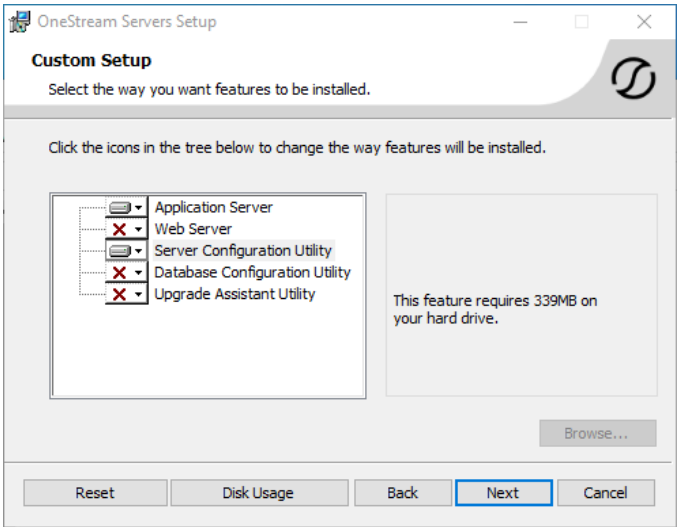 OneStream Servers Setup
Custom Setup
Select the way you want features to be installed.
Click the icons in the tree below to change the way features will be installed.
Application Server
Web Server
Server Configuration Utility
Database Configuration Utility
Upgrade Assistant Utility
This feature requires 339MB on
your hard drive.
Browse...
Reset
Disk Usage
Back
Next
Cancel